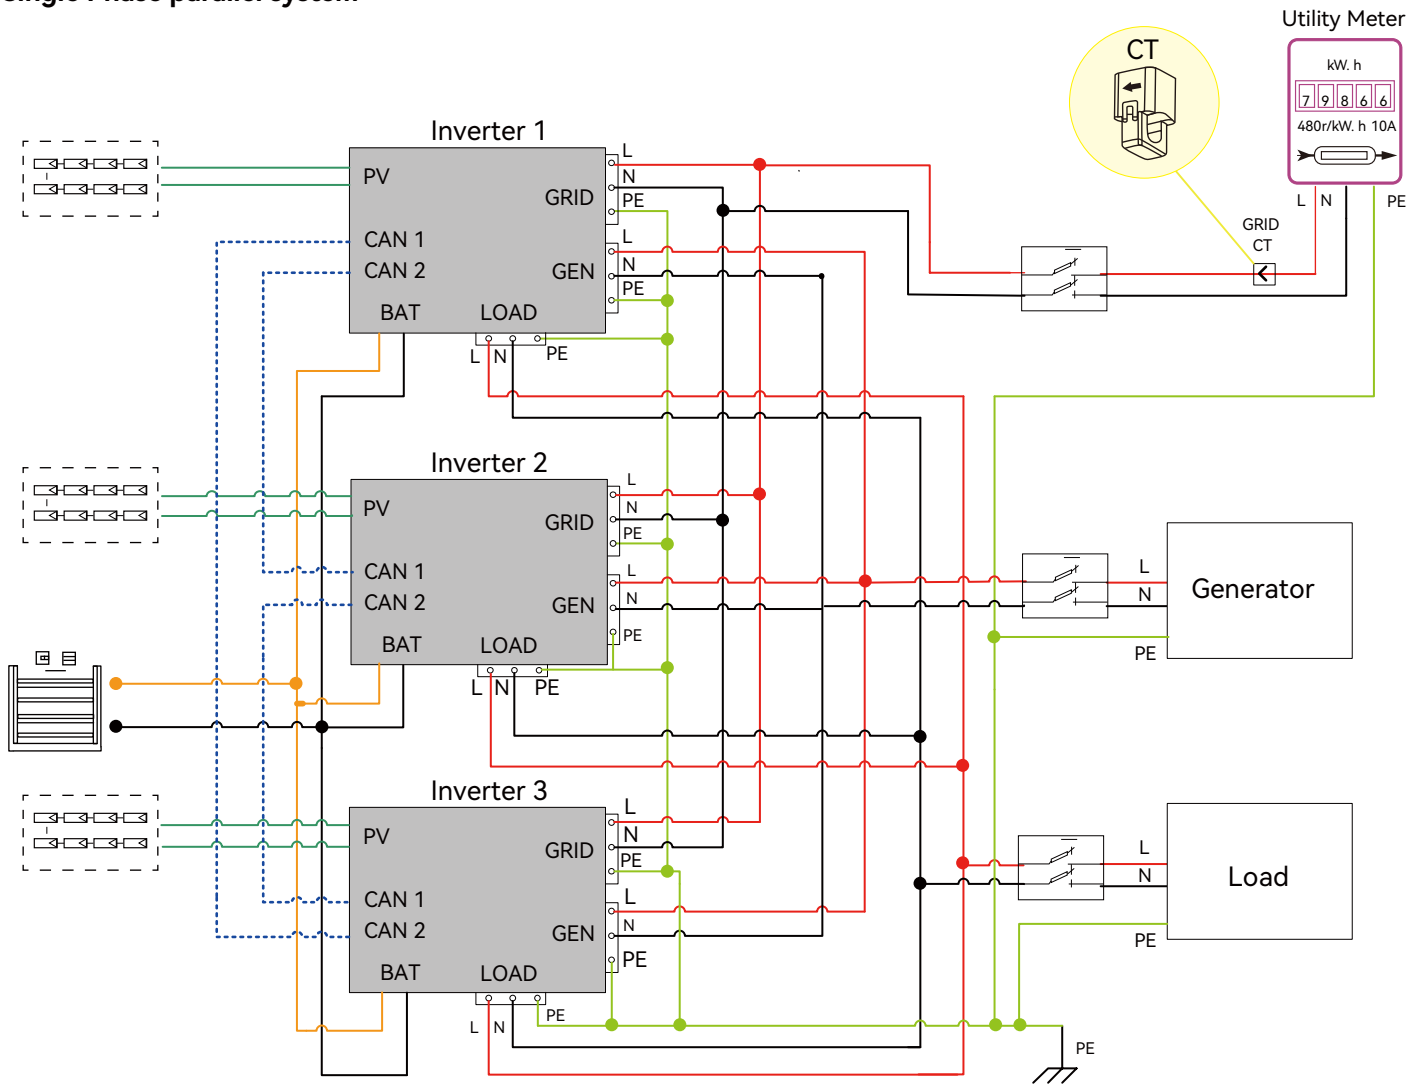 Single Phase parallel system
Utility Meter
kW. h
7 9 8 6 6
480r/kW. h 10A
L N PE
CT
GRID
CT
Inverter 1
PV
CAN 1
CAN 2
BAT
LOAD
GRID
GEN
L
N
PE
L
N
PE
L N PE
Inverter 2
PV
CAN 1
CAN 2
BAT
LOAD
GRID
GEN
L
N
PE
L
N
PE
L N PE
Generator
L
N
PE
Inverter 3
PV
CAN 1
CAN 2
BAT
LOAD
GRID
GEN
L
N
PE
L
N
PE
L N PE
Load
L
N
PE
PE